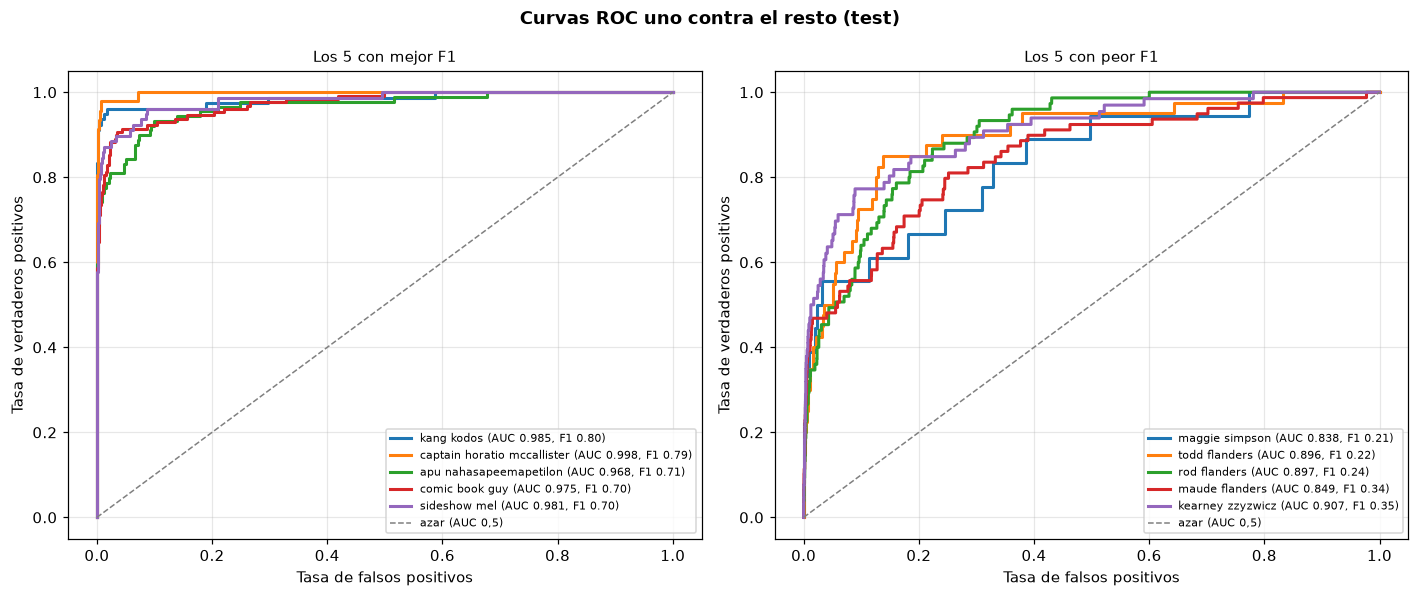 Curvas ROC uno contra el resto (test)
Los 5 con mejor F1
Tasa de verdaderos positivos
1.0
0.8
0.6
0.4
0.2
0.0
0.0 0.2 0.4 0.6 0.8 1.0
Tasa de falsos positivos
kang kodos (AUC 0.985, F1 0.80)
captain horatio mccallister (AUC 0.998, F1 0.79)
apu nahasapeemapetilon (AUC 0.968, F1 0.71)
comic book guy (AUC 0.975, F1 0.70)
sideshow mel (AUC 0.981, F1 0.70)
azar (AUC 0,5)
Los 5 con peor F1
Tasa de verdaderos positivos
1.0
0.8
0.6
0.4
0.2
0.0
0.0 0.2 0.4 0.6 0.8 1.0
Tasa de falsos positivos
maggie simpson (AUC 0.838, F1 0.21)
todd flanders (AUC 0.896, F1 0.22)
rod flanders (AUC 0.897, F1 0.24)
maude flanders (AUC 0.849, F1 0.34)
kearney zzyzwicz (AUC 0.907, F1 0.35)
azar (AUC 0,5)